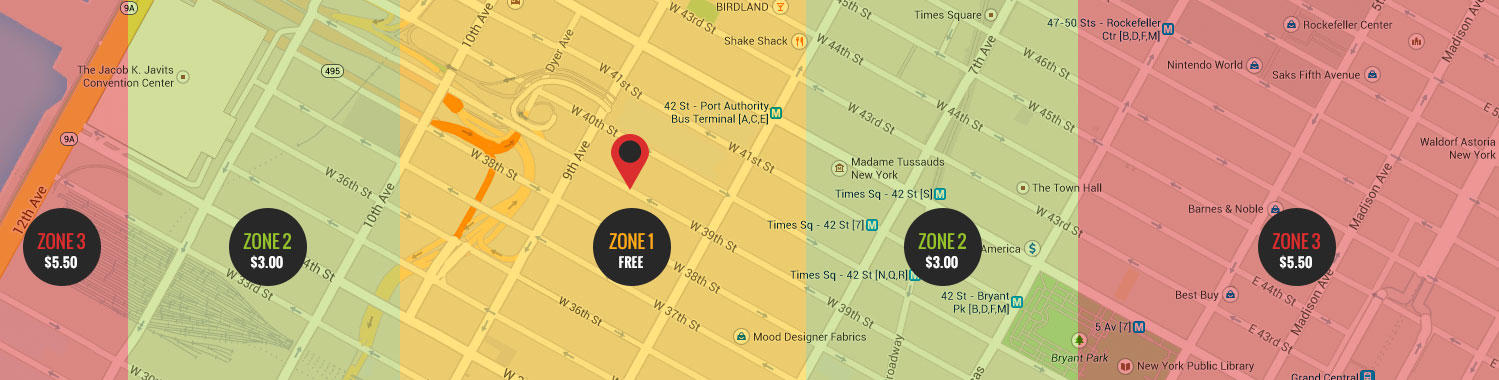 9A
BIRDLAND
W 43rd St
10th Ave
Dyer Ave
Times Square
47-50 Sts - Rockefeller
Ctr [B,D,F,M]
Rockefeller Center
Madison Ave
Shake Shack
7th Ave
W 46th St
Nintendo World
Saks Fifth Avenue
The Jacob K. Javits
Convention Center
495
W 41st St
42 St - Port Authority
Bus Terminal [A,C,E]
W 40th St
W 43rd St
W 45th St
9A
W 38th St
9th Ave
W 41st St
Madame Tussauds
New York
Waldorf Astoria
New York
W 36th St
10th Ave
Times Sq - 42 St [S]
The Town Hall
Madison Ave
12th Ave
Barnes & Noble
W 43rd St
Times Sq - 42 St [7]
W 39th St
America
ZONE 3
$5.50
ZONE 2
$3.00
ZONE 1
FREE
ZONE 2
$3.00
ZONE 3
$5.50
4th St
W 33rd St
W 38th St
Times Sq - 42 St [N,Q,R]
42 St - Bryant
Pk [B,D,F,M]
Best Buy
E 44th St
Madison Ave
W 36th St
W 37th St
W 39th St
5 Av [7]
E 43rd St
Mood Designer Fabrics
roadway
Bryant Park
New York Public Library
W 30
Grand Central